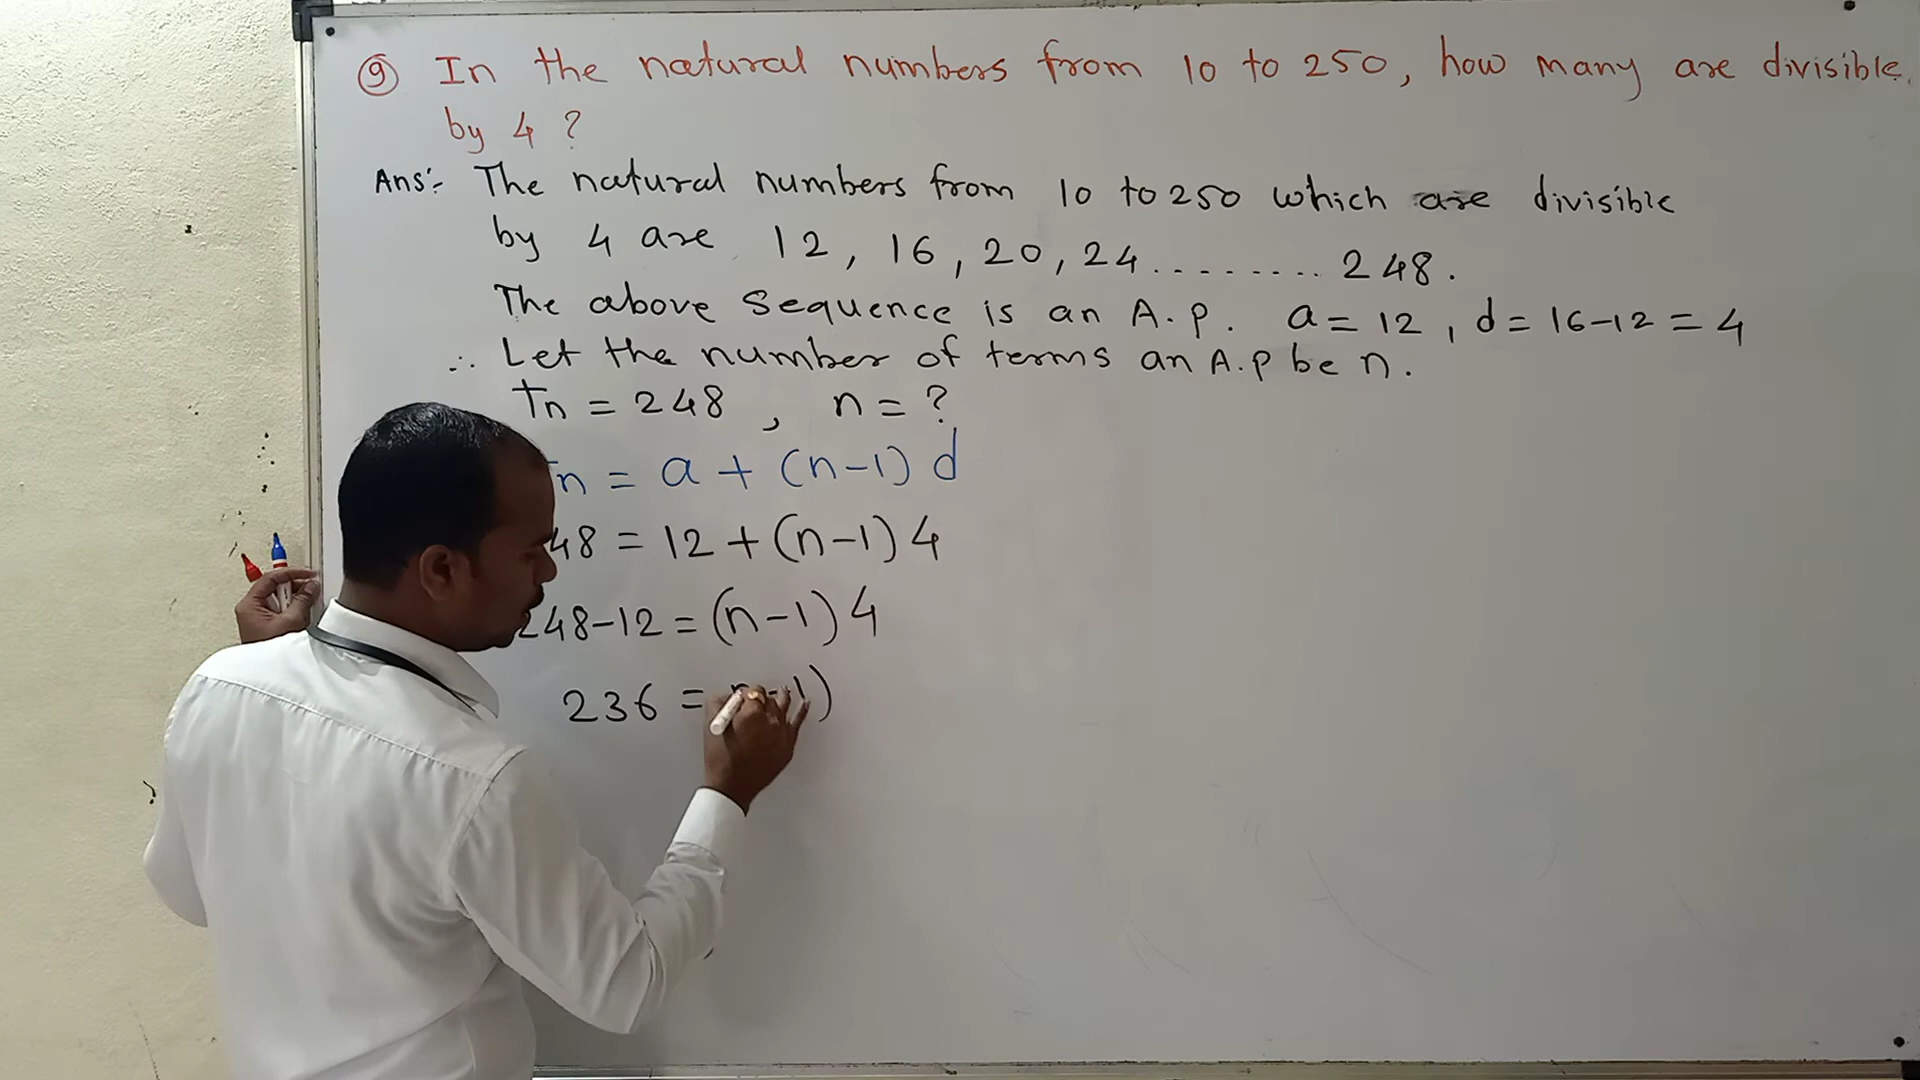 9 In the natural numbers from 10 to 250, how many are divisible
by 4 ?
Ans:- The natural numbers from 10 to 250 which are divisible
by 4 are 12, 16, 20, 24......... 248.
The above sequence is an A.P. a = 12, d = 16-12 = 4
∴ Let the number of terms an A.P be n.
Tn = 248, n = ?
Tn = a + (n-1) d
48 = 12 + (n-1) 4
248-12 = (n-1) 4
236 = n-1)